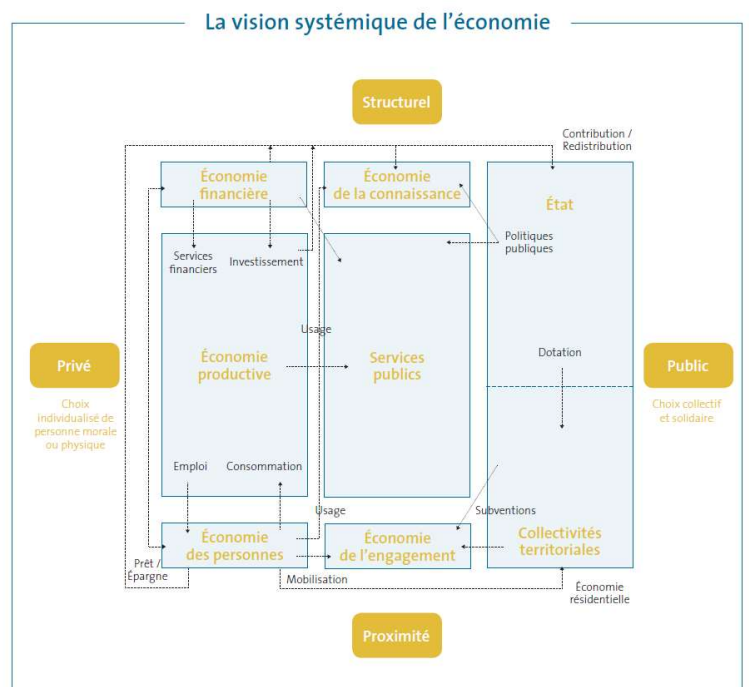 La vision systémique de l'économie
Structurel
Contribution /
Redistribution
Économie
financière
Économie
de la connaissance
État
Politiques
publiques
Services
financiers
Investissement
Usage
Privé
Choix
individualisé de
personne morale
ou physique
Économie
productive
Services
publics
Dotation
Public
Choix collectif
et solidaire
Emploi
Consommation
Usage
Subventions
Économie
des personnes
Économie
de l'engagement
Collectivités
territoriales
Prêt /
Épargne
Mobilisation
Économie
résidentielle
Proximité